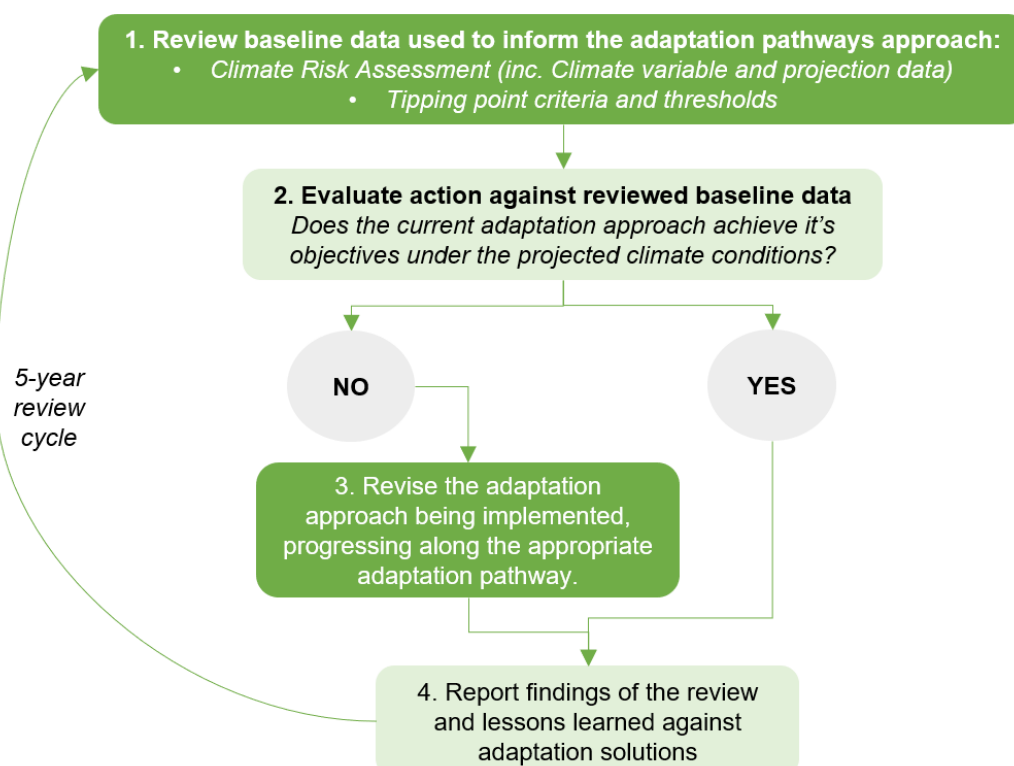 1. Review baseline data used to inform the adaptation pathways approach:
• Climate Risk Assessment (inc. Climate variable and projection data)
• Tipping point criteria and thresholds
2. Evaluate action against reviewed baseline data
Does the current adaptation approach achieve it's
objectives under the projected climate conditions?
NO
YES
5-year
review
cycle
3. Revise the adaptation
approach being implemented,
progressing along the appropriate
adaptation pathway.
4. Report findings of the review
and lessons learned against
adaptation solutions